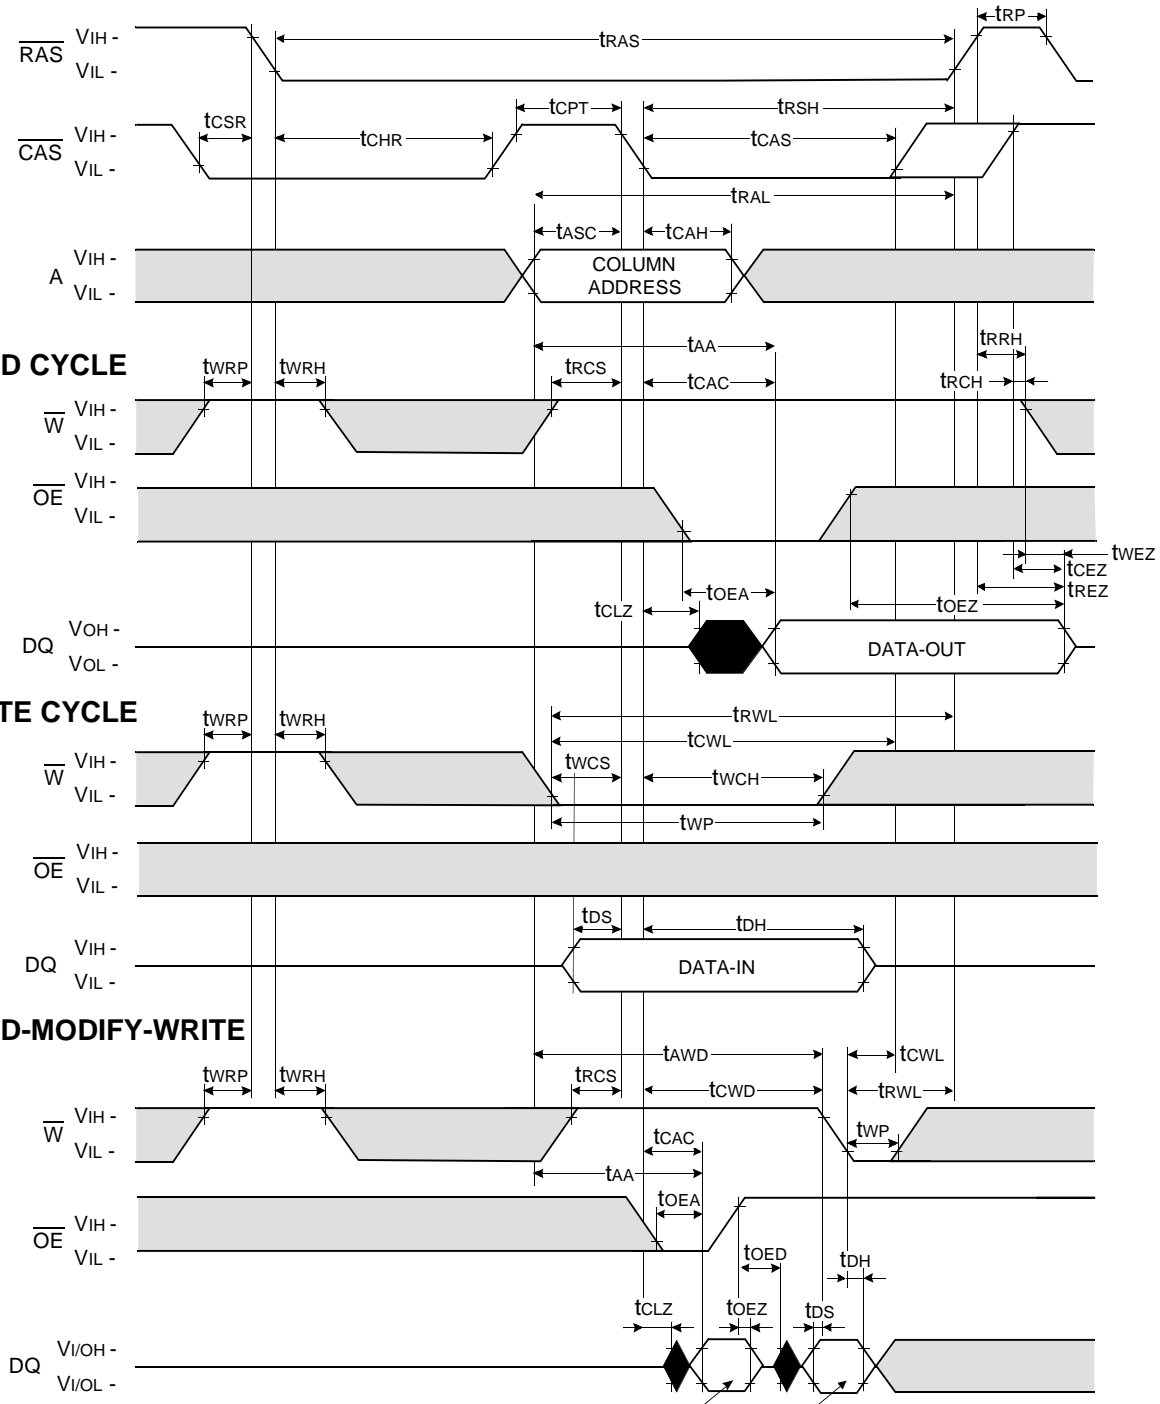 tRP
RAS VIH -
VIL -
tRAS
CAS VIH -
VIL -
tCSR
tCHR
tCPT
tRSH
tCAS
tRAL
tASC
tCAH
A VIH -
VIL -
COLUMN
ADDRESS
D CYCLE
tWRP
tWRH
tRCS
tAA
tCAC
tRRH
tRCH
W VIH -
VIL -
OE VIH -
VIL -
tWEZ
tCEZ
tREZ
tOEA
tOEZ
tCLZ
DQ VOH -
VOL -
DATA-OUT
TE CYCLE
tWRP
tWRH
tRWL
tCWL
tWCS
tWCH
tWP
W VIH -
VIL -
OE VIH -
VIL -
tDS
tDH
DQ VIH -
VIL -
DATA-IN
D-MODIFY-WRITE
tAWD
tCWL
tWRP
tWRH
tRCS
tCWD
tRWL
W VIH -
VIL -
tWP
tCAC
tAA
tOEA
OE VIH -
VIL -
tOED
tDH
tCLZ
tOEZ
tDS
DQ VI/OH -
VI/OL -